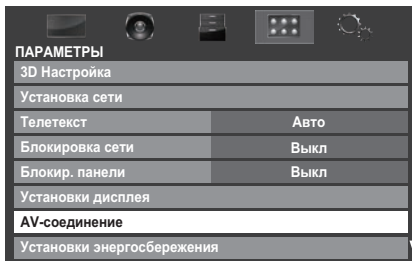 ПАРАМЕТРЫ
3D Настройка
Установка сети
Телетекст Авто
Блокировка сети Выкл
Блокир. панели Выкл
Установки дисплея
AV-соединение
Установки энергосбережения